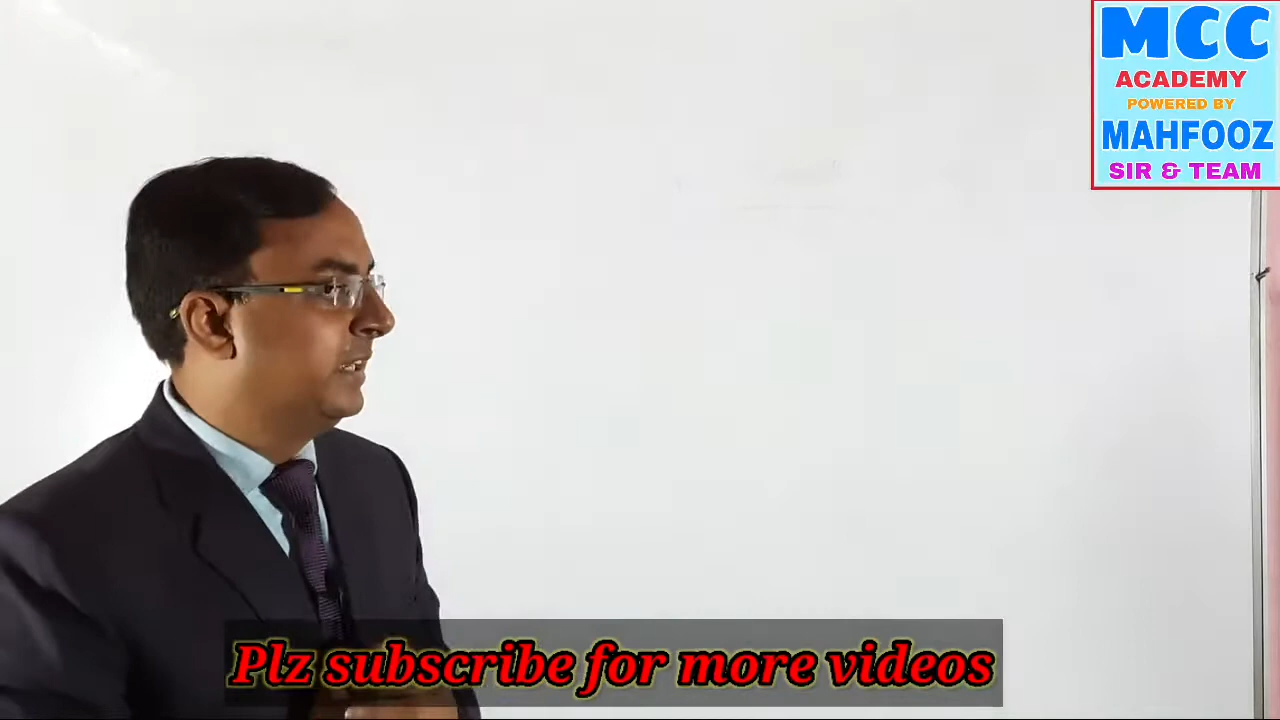 MCC
ACADEMY
POWERED BY
MAHFOOZ
SIR & TEAM
Plz subscribe for more videos